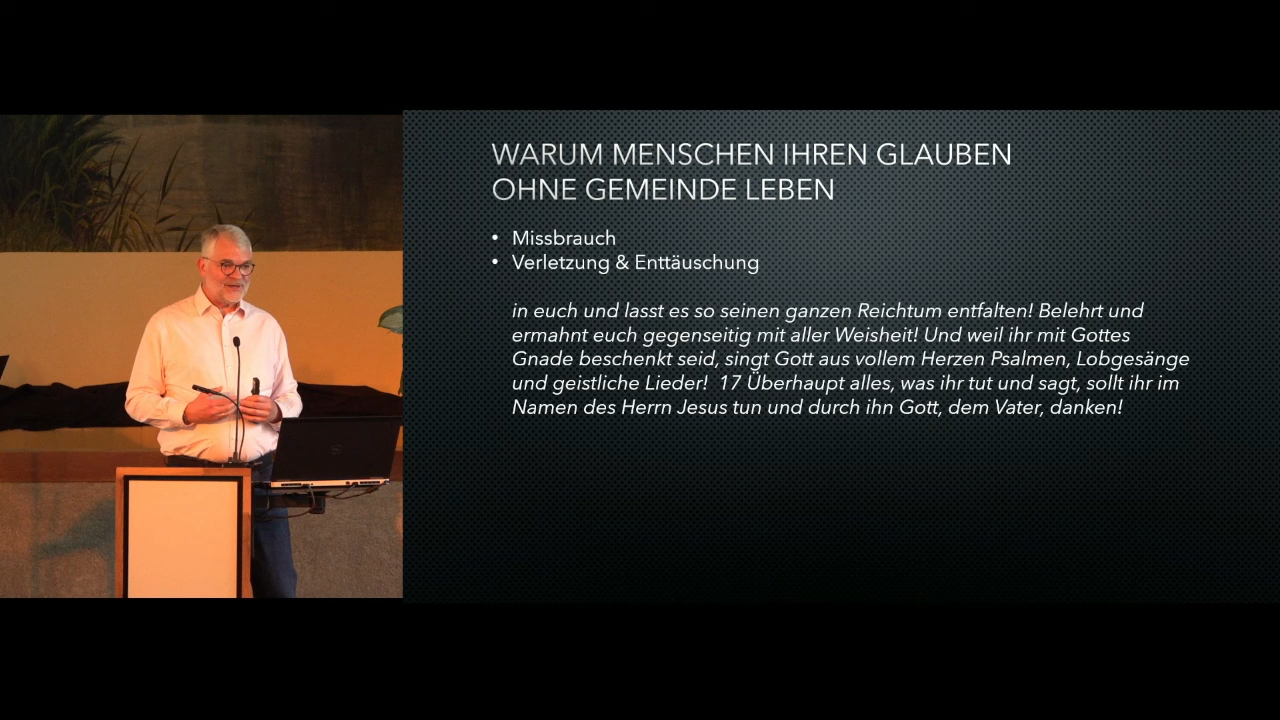 WARUM MENSCHEN IHREN GLAUBEN
OHNE GEMEINDE LEBEN
• Missbrauch
• Verletzung & Enttäuschung
in euch und lasst es so seinen ganzen Reichtum entfalten! Belehrt und
ermahnt euch gegenseitig mit aller Weisheit! Und weil ihr mit Gottes
Gnade beschenkt seid, singt Gott aus vollem Herzen Psalmen, Lobgesänge
und geistliche Lieder! 17 Überhaupt alles, was ihr tut und sagt, sollt ihr im
Namen des Herrn Jesus tun und durch ihn Gott, dem Vater, danken!